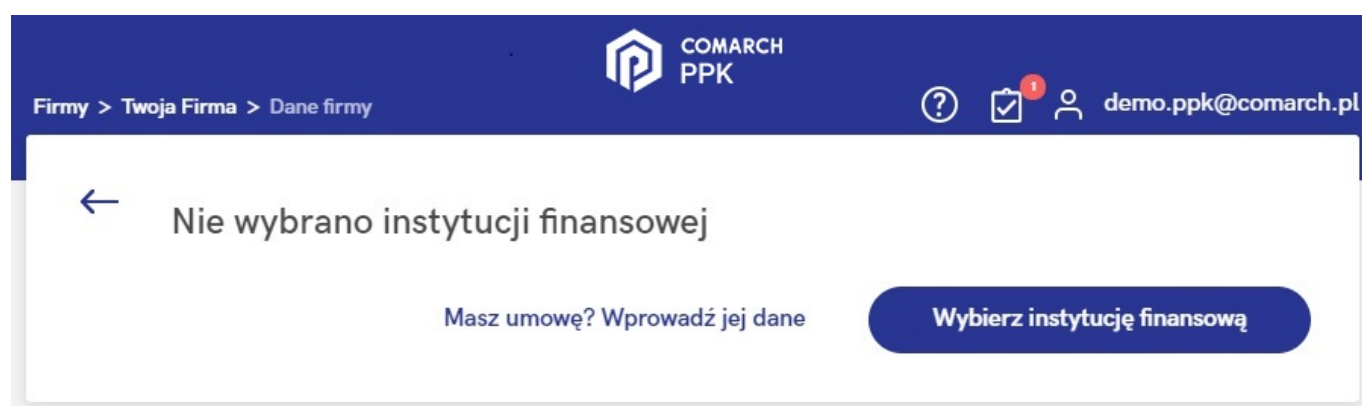 COMARCH
PPK
Firmy > Twoja Firma > Dane firmy
1
demo.ppk@comarch.pl
Nie wybrano instytucji finansowej
Masz umowę? Wprowadź jej dane
Wybierz instytucję finansową